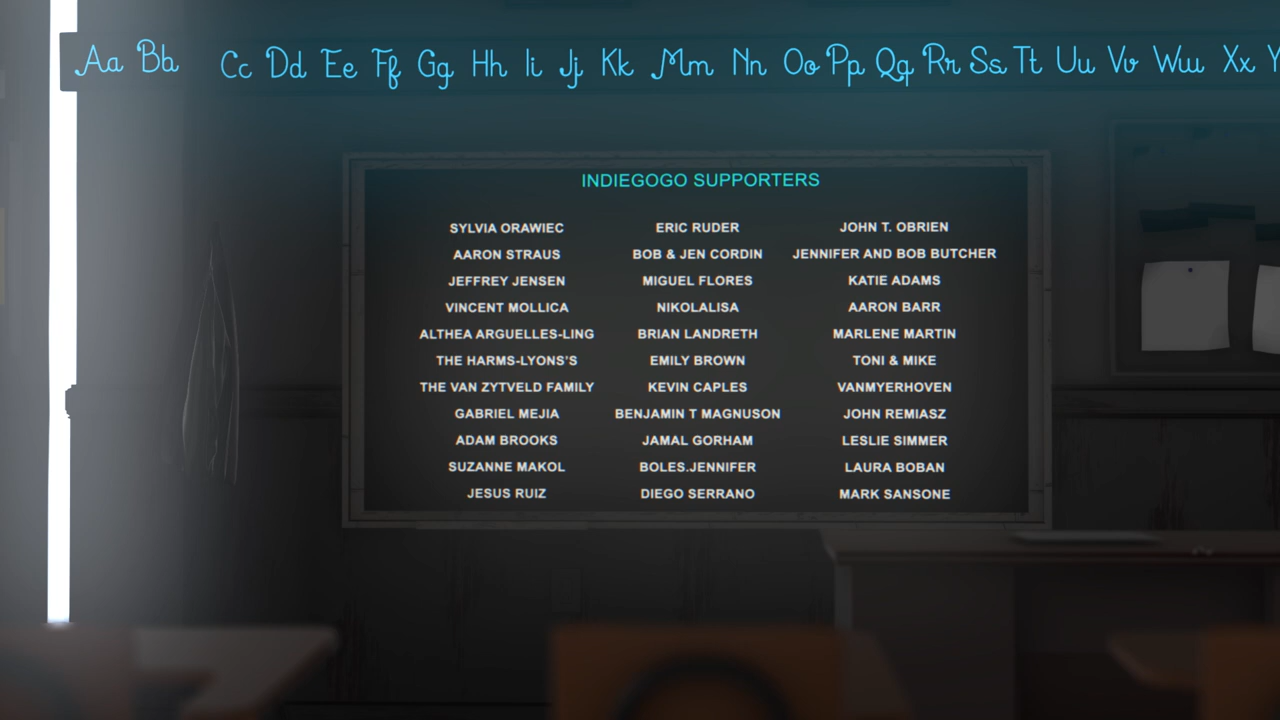 Aa Bb Cc Dd Ee Ff Gg Hh Ii Jj Kk Mm Nn Oo Pp Qq Rr Ss Tt Uu Vv Ww Xx Y
INDIEGOGO SUPPORTERS
SYLVIA ORAWIEC ERIC RUDER JOHN T. OBRIEN
AARON STRAUS BOB & JEN CORDIN JENNIFER AND BOB BUTCHER
JEFFREY JENSEN MIGUEL FLORES KATIE ADAMS
VINCENT MOLLICA NIKOLALISA AARON BARR
ALTHEA ARGUELLES-LING BRIAN LANDRETH MARLENE MARTIN
THE HARMS-LYONS'S EMILY BROWN TONI & MIKE
THE VAN ZYTVELD FAMILY KEVIN CAPLES VANMYERHOVEN
GABRIEL MEJIA BENJAMIN T MAGNUSON JOHN REMIASZ
ADAM BROOKS JAMAL GORHAM LESLIE SIMMER
SUZANNE MAKOL BOLES.JENNIFER LAURA BOBAN
JESUS RUIZ DIEGO SERRANO MARK SANSONE